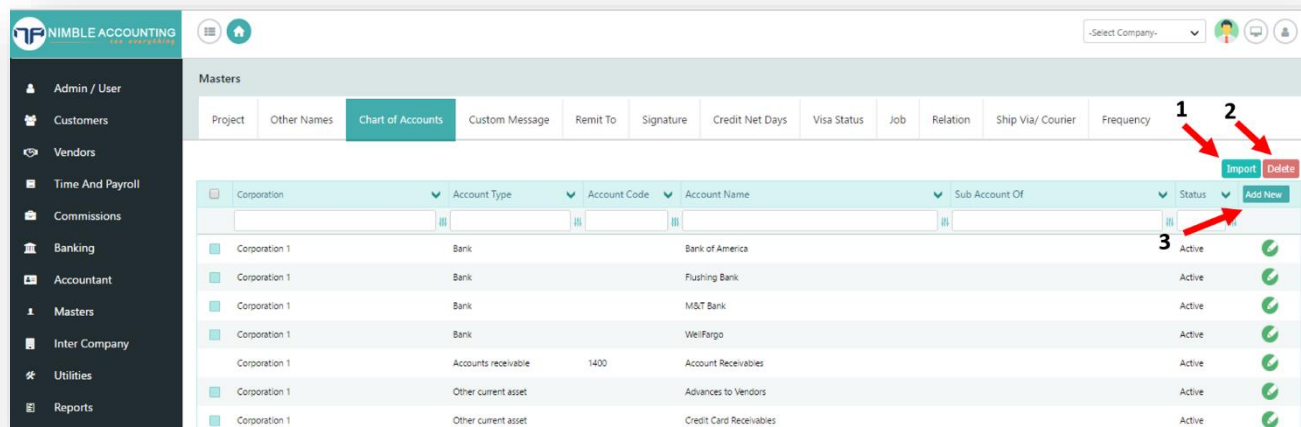 NIMBLE ACCOUNTING
see everything
-Select Company-
Admin / User
Customers
Vendors
Time And Payroll
Commissions
Banking
Accountant
Masters
Inter Company
Utilities
Reports
Masters
Project Other Names Chart of Accounts Custom Message Remit To Signature Credit Net Days Visa Status Job Relation Ship Via/ Courier Frequency
1 2
Import Delete
Corporation Account Type Account Code Account Name Sub Account Of Status Add New
3
Corporation 1 Bank Bank of America Active
Corporation 1 Bank Flushing Bank Active
Corporation 1 Bank M&T Bank Active
Corporation 1 Bank WellFargo Active
Corporation 1 Accounts receivable 1400 Account Receivables Active
Corporation 1 Other current asset Advances to Vendors Active
Corporation 1 Other current asset Credit Card Receivables Active